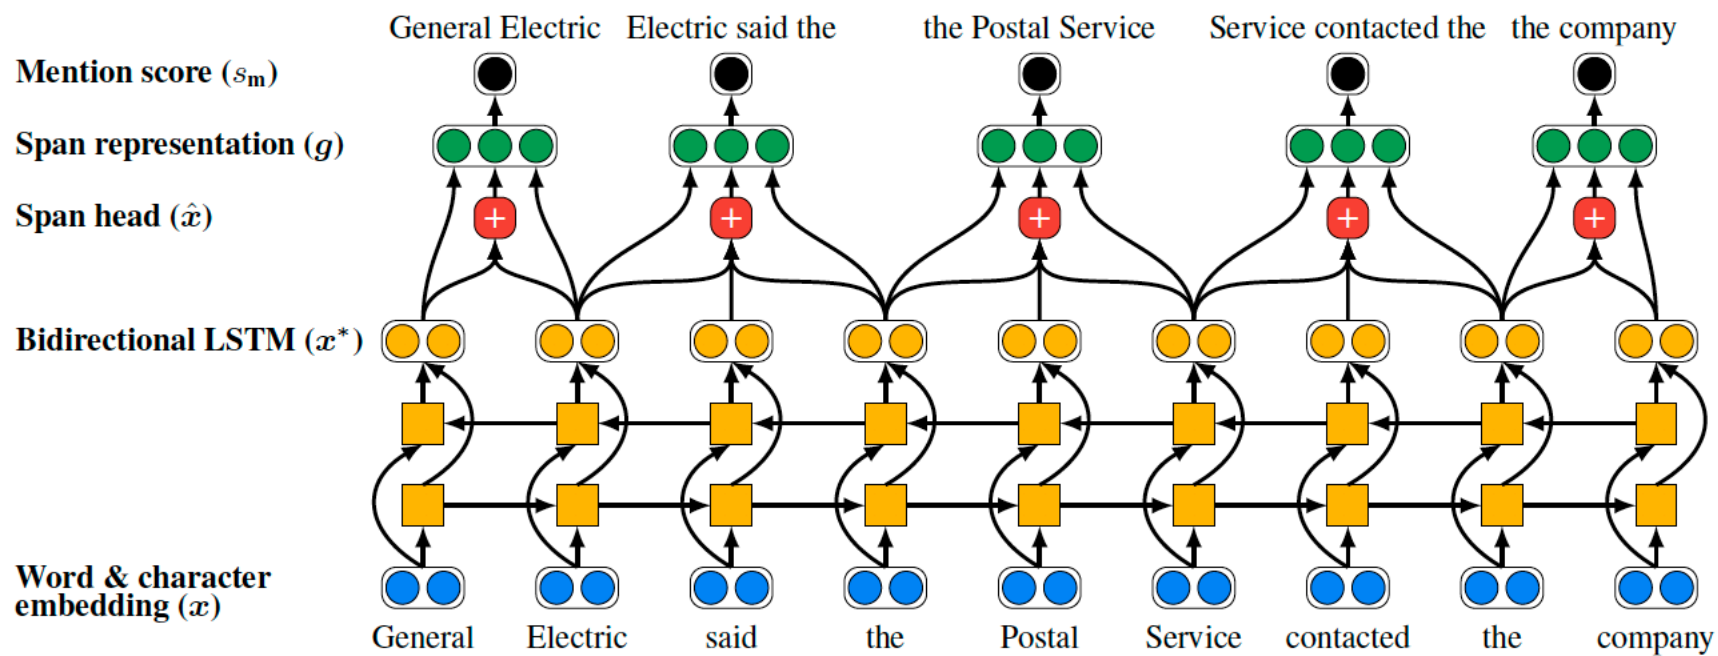 General Electric Electric said the the Postal Service Service contacted the the company
Mention score (sm)
Span representation (g)
+ + + + +
Span head (x̂)
Bidirectional LSTM (x*)
Word & character
embedding (x)
General Electric said the Postal Service contacted the company